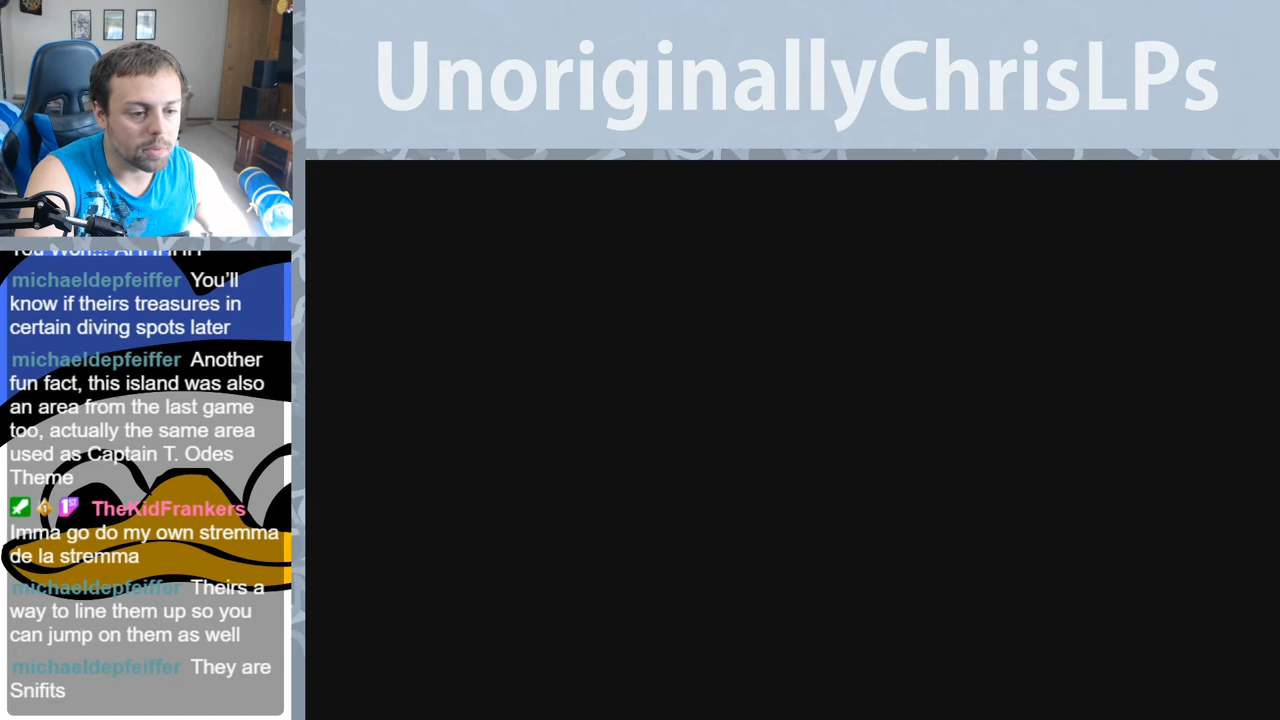 UnoriginallyChrisLPs
michaeldepfeiffer You'll
know if theirs treasures in
certain diving spots later
michaeldepfeiffer Another
fun fact, this island was also
an area from the last game
too, actually the same area
used as Captain T. Odes
Theme
1ST TheKidFrankers
Imma go do my own stremma
de la stremma
michaeldepfeiffer Theirs a
way to line them up so you
can jump on them as well
michaeldepfeiffer They are
Snifits